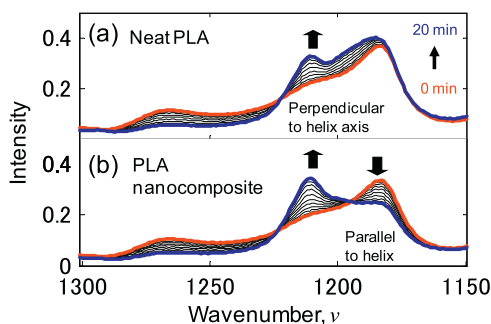 (a) Neat PLA
20 min
0 min
0.4
0.2
Perpendicular
to helix axis
Intensity
(b) PLA
nanocomposite
0.4
0.2
0
Parallel
to helix
1300 1250 1200 1150
Wavenumber, ν